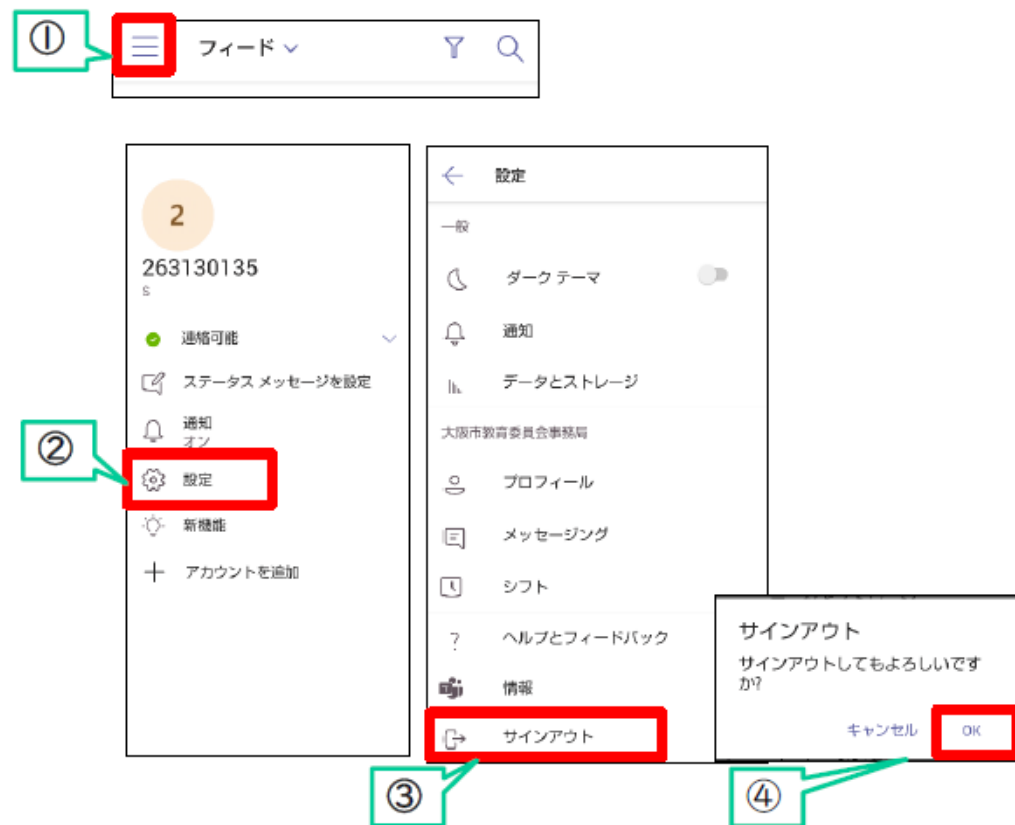 ①
フィード
2
263130135
s
連絡可能
ステータス メッセージを設定
通知
オン
②
設定
新機能
アカウントを追加
設定
一般
ダーク テーマ
通知
データとストレージ
大阪市教育委員会事務局
プロフィール
メッセージング
シフト
ヘルプとフィードバック
情報
サインアウト
③
サインアウト
サインアウトしてもよろしいです
か?
キャンセル OK
④